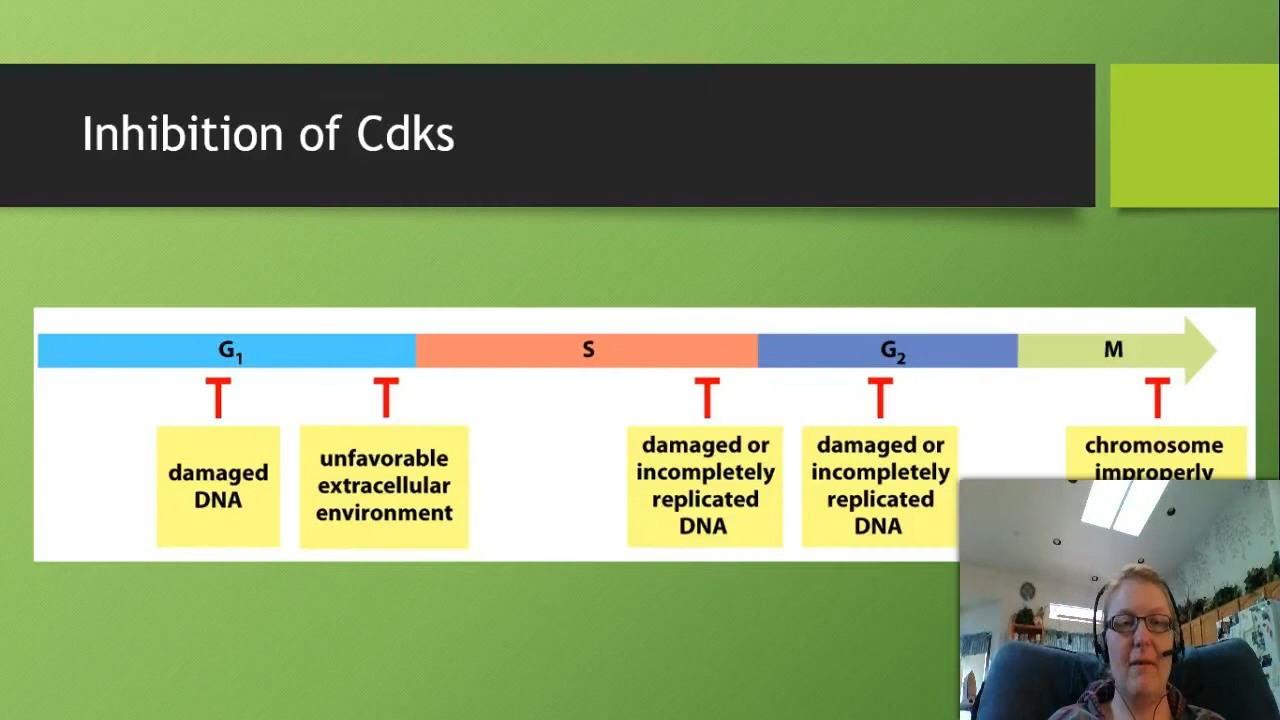 Inhibition of Cdks
G₁ S G₂ M
damaged
DNA
unfavorable
extracellular
environment
damaged or
incompletely
replicated
DNA
damaged or
incompletely
replicated
DNA
chromosome
improperly